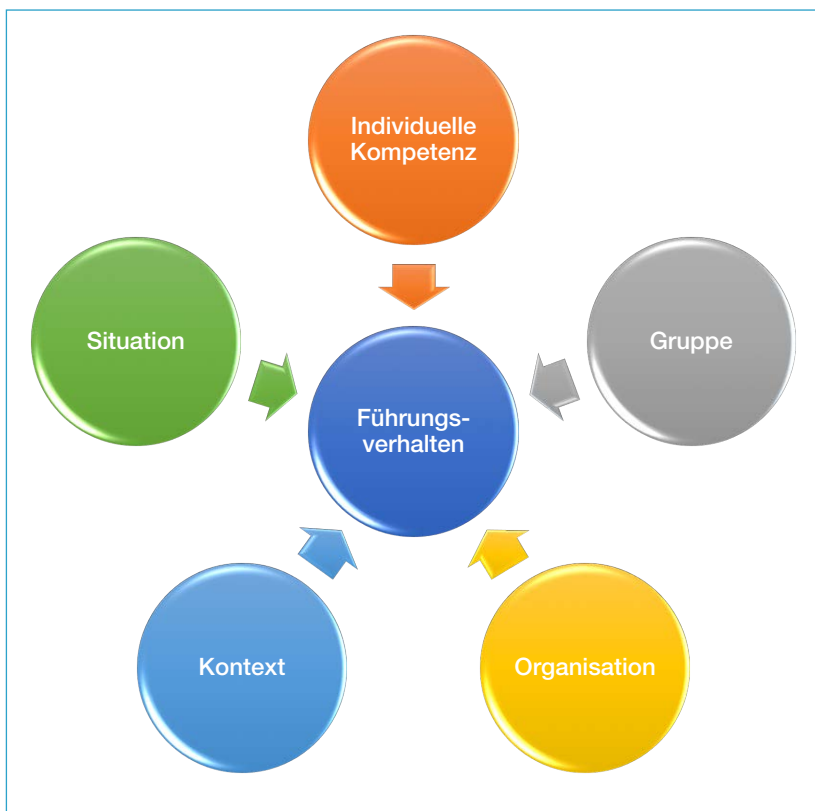 Individuelle
Kompetenz
Situation
Gruppe
Führungs-
verhalten
Kontext
Organisation